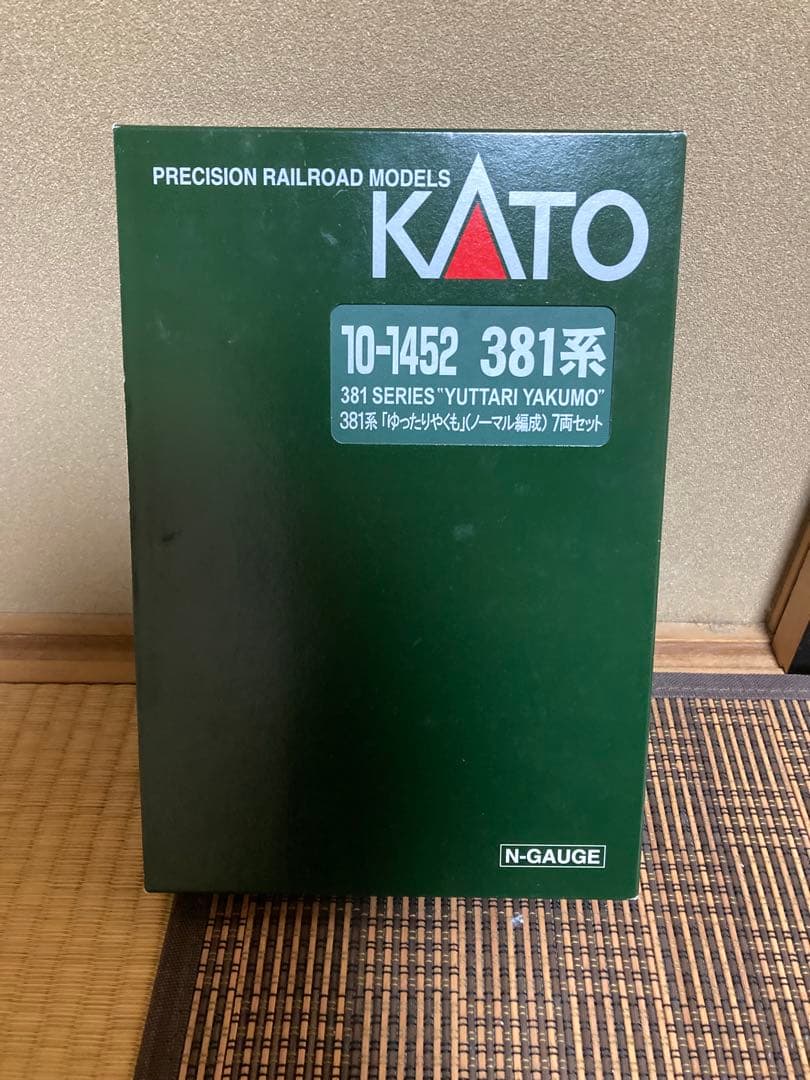 PRECISION RAILROAD MODELS
KATO
10-1452 381系
381 SERIES "YUTTARI YAKUMO"
381系「ゆったりやくも」(ノーマル編成) 7両セット
N-GAUGE